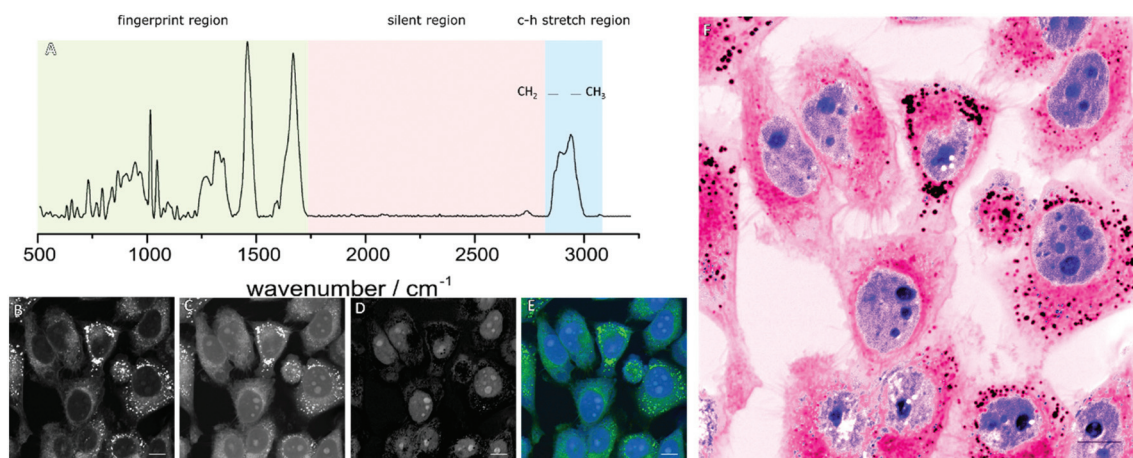 fingerprint region silent region c-h stretch region
A
CH₂ — — CH₃
500 1000 1500 2000 2500 3000
wavenumber / cm⁻¹
B C D E
F